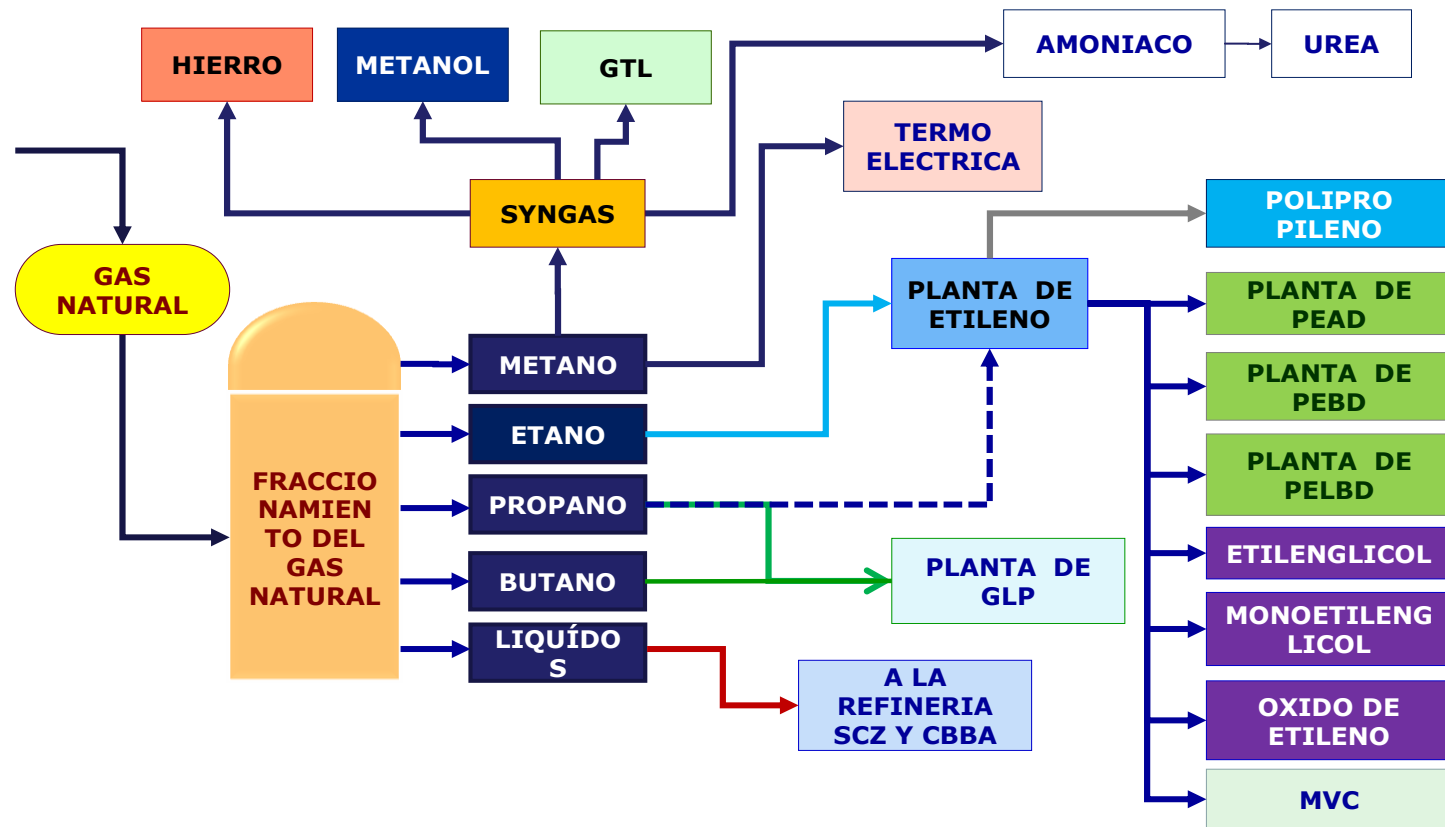 HIERRO
METANOL
GTL
AMONIACO
UREA
TERMO
ELECTRICA
SYNGAS
POLIPRO
PILENO
GAS
NATURAL
PLANTA DE
ETILENO
PLANTA DE
PEAD
METANO
PLANTA DE
PEBD
ETANO
PLANTA DE
PELBD
FRACCIO
NAMIEN
TO DEL
GAS
NATURAL
PROPANO
BUTANO
PLANTA DE
GLP
ETILENGLICOL
LIQUÍDO
S
MONOETILENG
LICOL
A LA
REFINERIA
SCZ Y CBBA
OXIDO DE
ETILENO
MVC